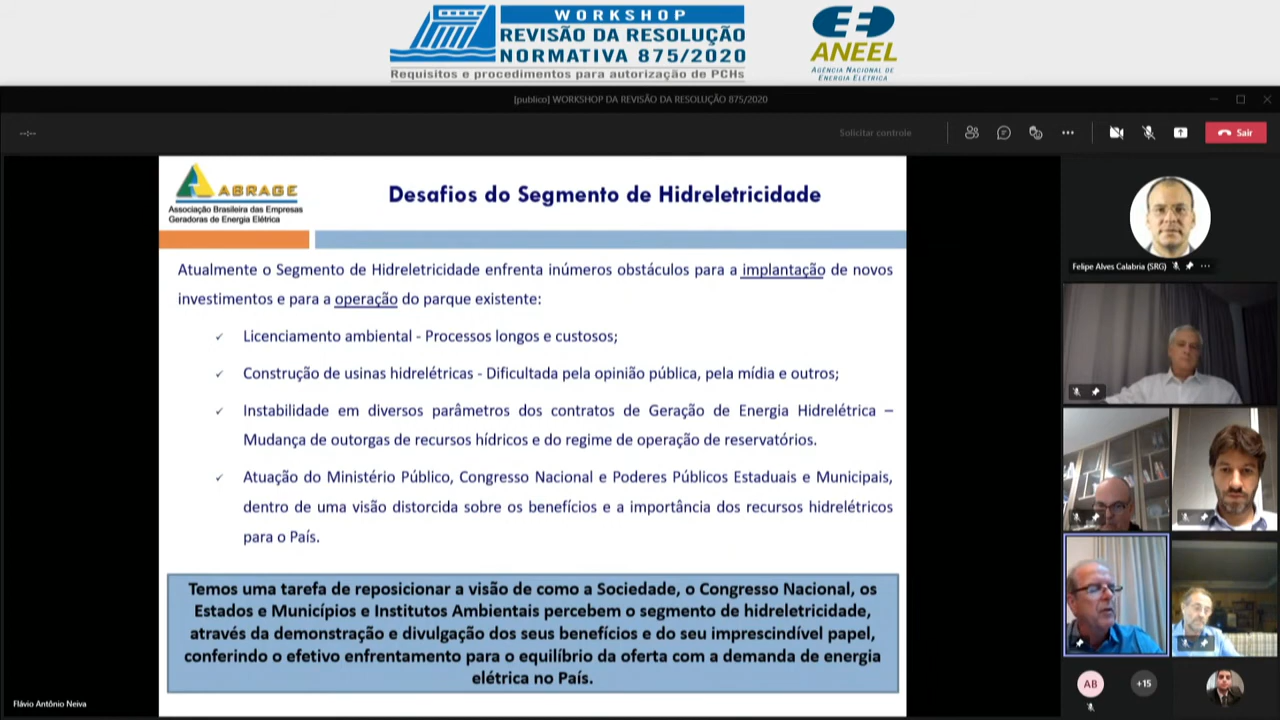 WORKSHOP
REVISÃO DA RESOLUÇÃO
NORMATIVA 875/2020
Requisitos e procedimentos para autorização de PCHs
ANEEL
AGÊNCIA NACIONAL DE
ENERGIA ELÉTRICA
[publico] WORKSHOP DA REVISÃO DA RESOLUÇÃO 875/2020
--:--
Solicitar controle
Sair
ABRAGE
Associação Brasileira das Empresas
Geradoras de Energia Elétrica
Desafios do Segmento de Hidreletricidade
Atualmente o Segmento de Hidreletricidade enfrenta inúmeros obstáculos para a implantação de novos
investimentos e para a operação do parque existente:
✓ Licenciamento ambiental - Processos longos e custosos;
✓ Construção de usinas hidrelétricas - Dificultada pela opinião pública, pela mídia e outros;
✓ Instabilidade em diversos parâmetros dos contratos de Geração de Energia Hidrelétrica –
Mudança de outorgas de recursos hídricos e do regime de operação de reservatórios.
✓ Atuação do Ministério Público, Congresso Nacional e Poderes Públicos Estaduais e Municipais,
dentro de uma visão distorcida sobre os benefícios e a importância dos recursos hidrelétricos
para o País.
Temos uma tarefa de reposicionar a visão de como a Sociedade, o Congresso Nacional, os
Estados e Municípios e Institutos Ambientais percebem o segmento de hidreletricidade,
através da demonstração e divulgação dos seus benefícios e do seu imprescindível papel,
conferindo o efetivo enfrentamento para o equilíbrio da oferta com a demanda de energia
elétrica no País.
Flávio Antônio Neiva
Felipe Alves Calabria (SRG)
AB
+15